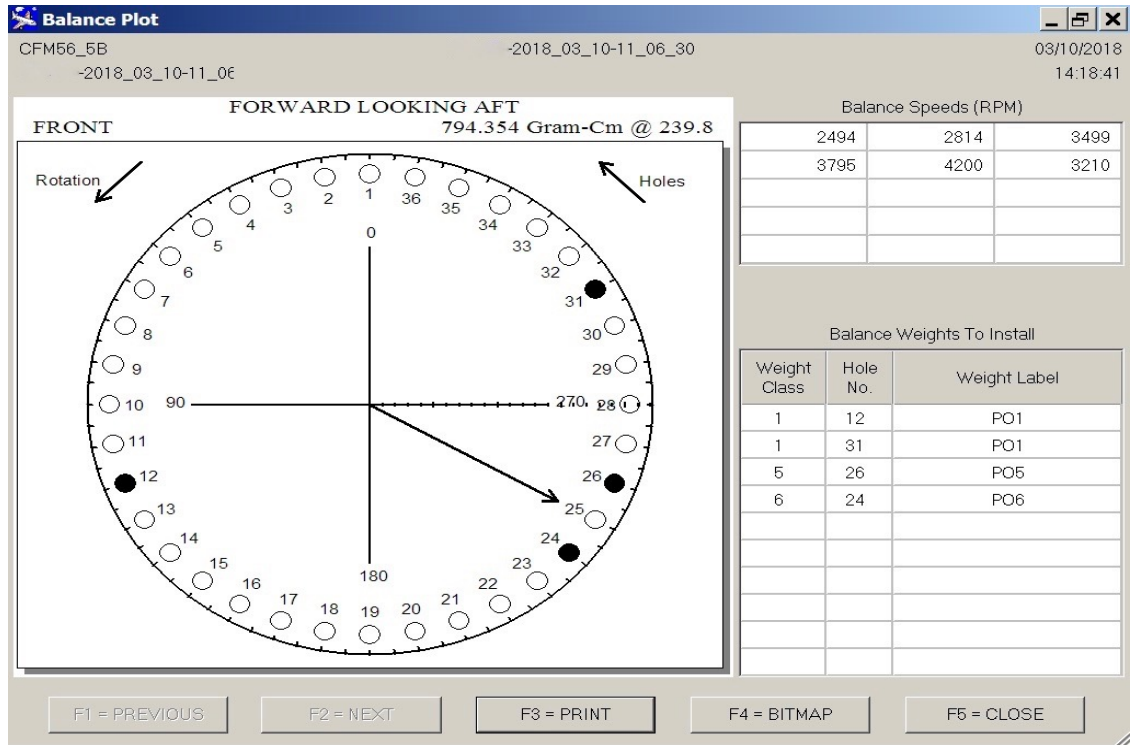 Balance Plot
CFM56_5B -2018_03_10-11_06_30 03/10/2018
-2018_03_10-11_06 14:18:41
FORWARD LOOKING AFT
FRONT 794.354 Gram-Cm @ 239.8
Rotation
Holes
1
2
3
4
5
6
7
8
9
10
11
12
13
14
15
16
17
18
19
20
21
22
23
24
25
26
27
28
29
30
31
32
33
34
35
36
0
90
180
270
Balance Speeds (RPM)
2494 2814 3499
3795 4200 3210
Balance Weights To Install
Weight Class Hole No. Weight Label
1 12 PO1
1 31 PO1
5 26 PO5
6 24 PO6
F1 = PREVIOUS F2 = NEXT F3 = PRINT F4 = BITMAP F5 = CLOSE